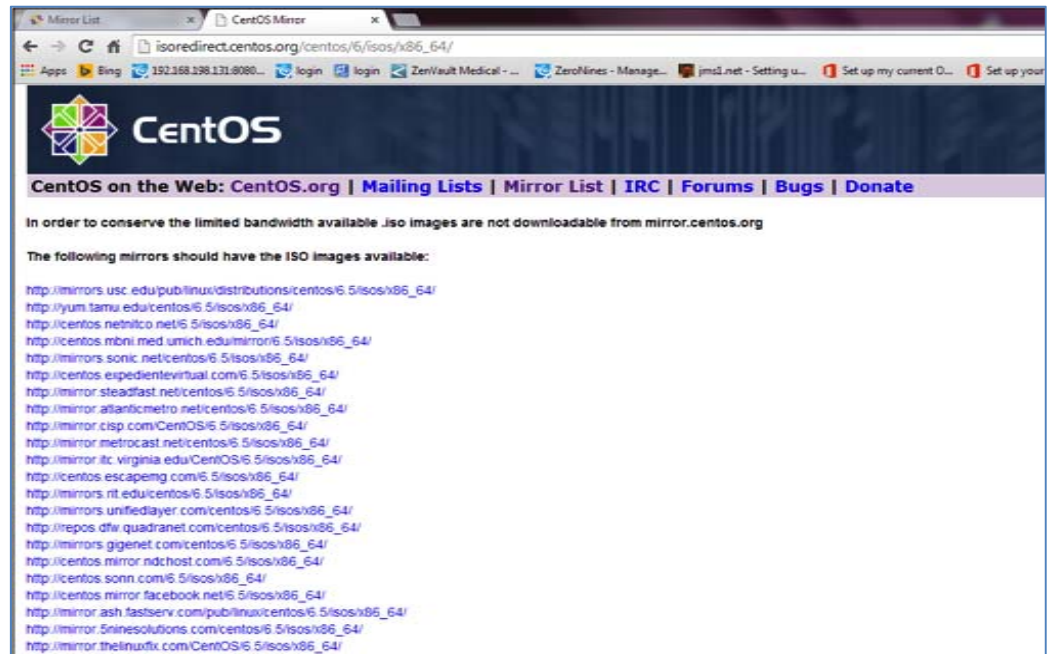 Mirror List
CentOS Mirror
isoredirect.centos.org/centos/6/isos/x86_64/
Apps Bing 192.168.198.131:8080... login login ZenVault Medical - ... ZeroNines - Manage... jms1.net - Setting u... Set up my current O... Set up your
CentOS
CentOS on the Web: CentOS.org | Mailing Lists | Mirror List | IRC | Forums | Bugs | Donate
In order to conserve the limited bandwidth available .iso images are not downloadable from mirror.centos.org
The following mirrors should have the ISO images available:
http://mirrors.usc.edu/pub/linux/distributions/centos/6.5/isos/x86_64/
http://yum.tamu.edu/centos/6.5/isos/x86_64/
http://centos.netnitco.net/6.5/isos/x86_64/
http://centos.mbni.med.umich.edu/mirror/6.5/isos/x86_64/
http://mirrors.sonic.net/centos/6.5/isos/x86_64/
http://centos.expedientevirtual.com/6.5/isos/x86_64/
http://mirror.steadfast.net/centos/6.5/isos/x86_64/
http://mirror.atlanticmetro.net/centos/6.5/isos/x86_64/
http://mirror.cisp.com/CentOS/6.5/isos/x86_64/
http://mirror.metrocast.net/centos/6.5/isos/x86_64/
http://mirror.itc.virginia.edu/CentOS/6.5/isos/x86_64/
http://centos.escapemg.com/6.5/isos/x86_64/
http://mirrors.rit.edu/centos/6.5/isos/x86_64/
http://mirrors.unifiedlayer.com/centos/6.5/isos/x86_64/
http://repos.dfw.quadranet.com/centos/6.5/isos/x86_64/
http://mirrors.gigenet.com/centos/6.5/isos/x86_64/
http://centos.mirror.ndchost.com/6.5/isos/x86_64/
http://centos.sonn.com/6.5/isos/x86_64/
http://centos.mirror.facebook.net/6.5/isos/x86_64/
http://mirror.ash.fastserv.com/pub/linux/centos/6.5/isos/x86_64/
http://mirror.5ninesolutions.com/centos/6.5/isos/x86_64/
http://mirror.thelinuxfix.com/CentOS/6.5/isos/x86_64/